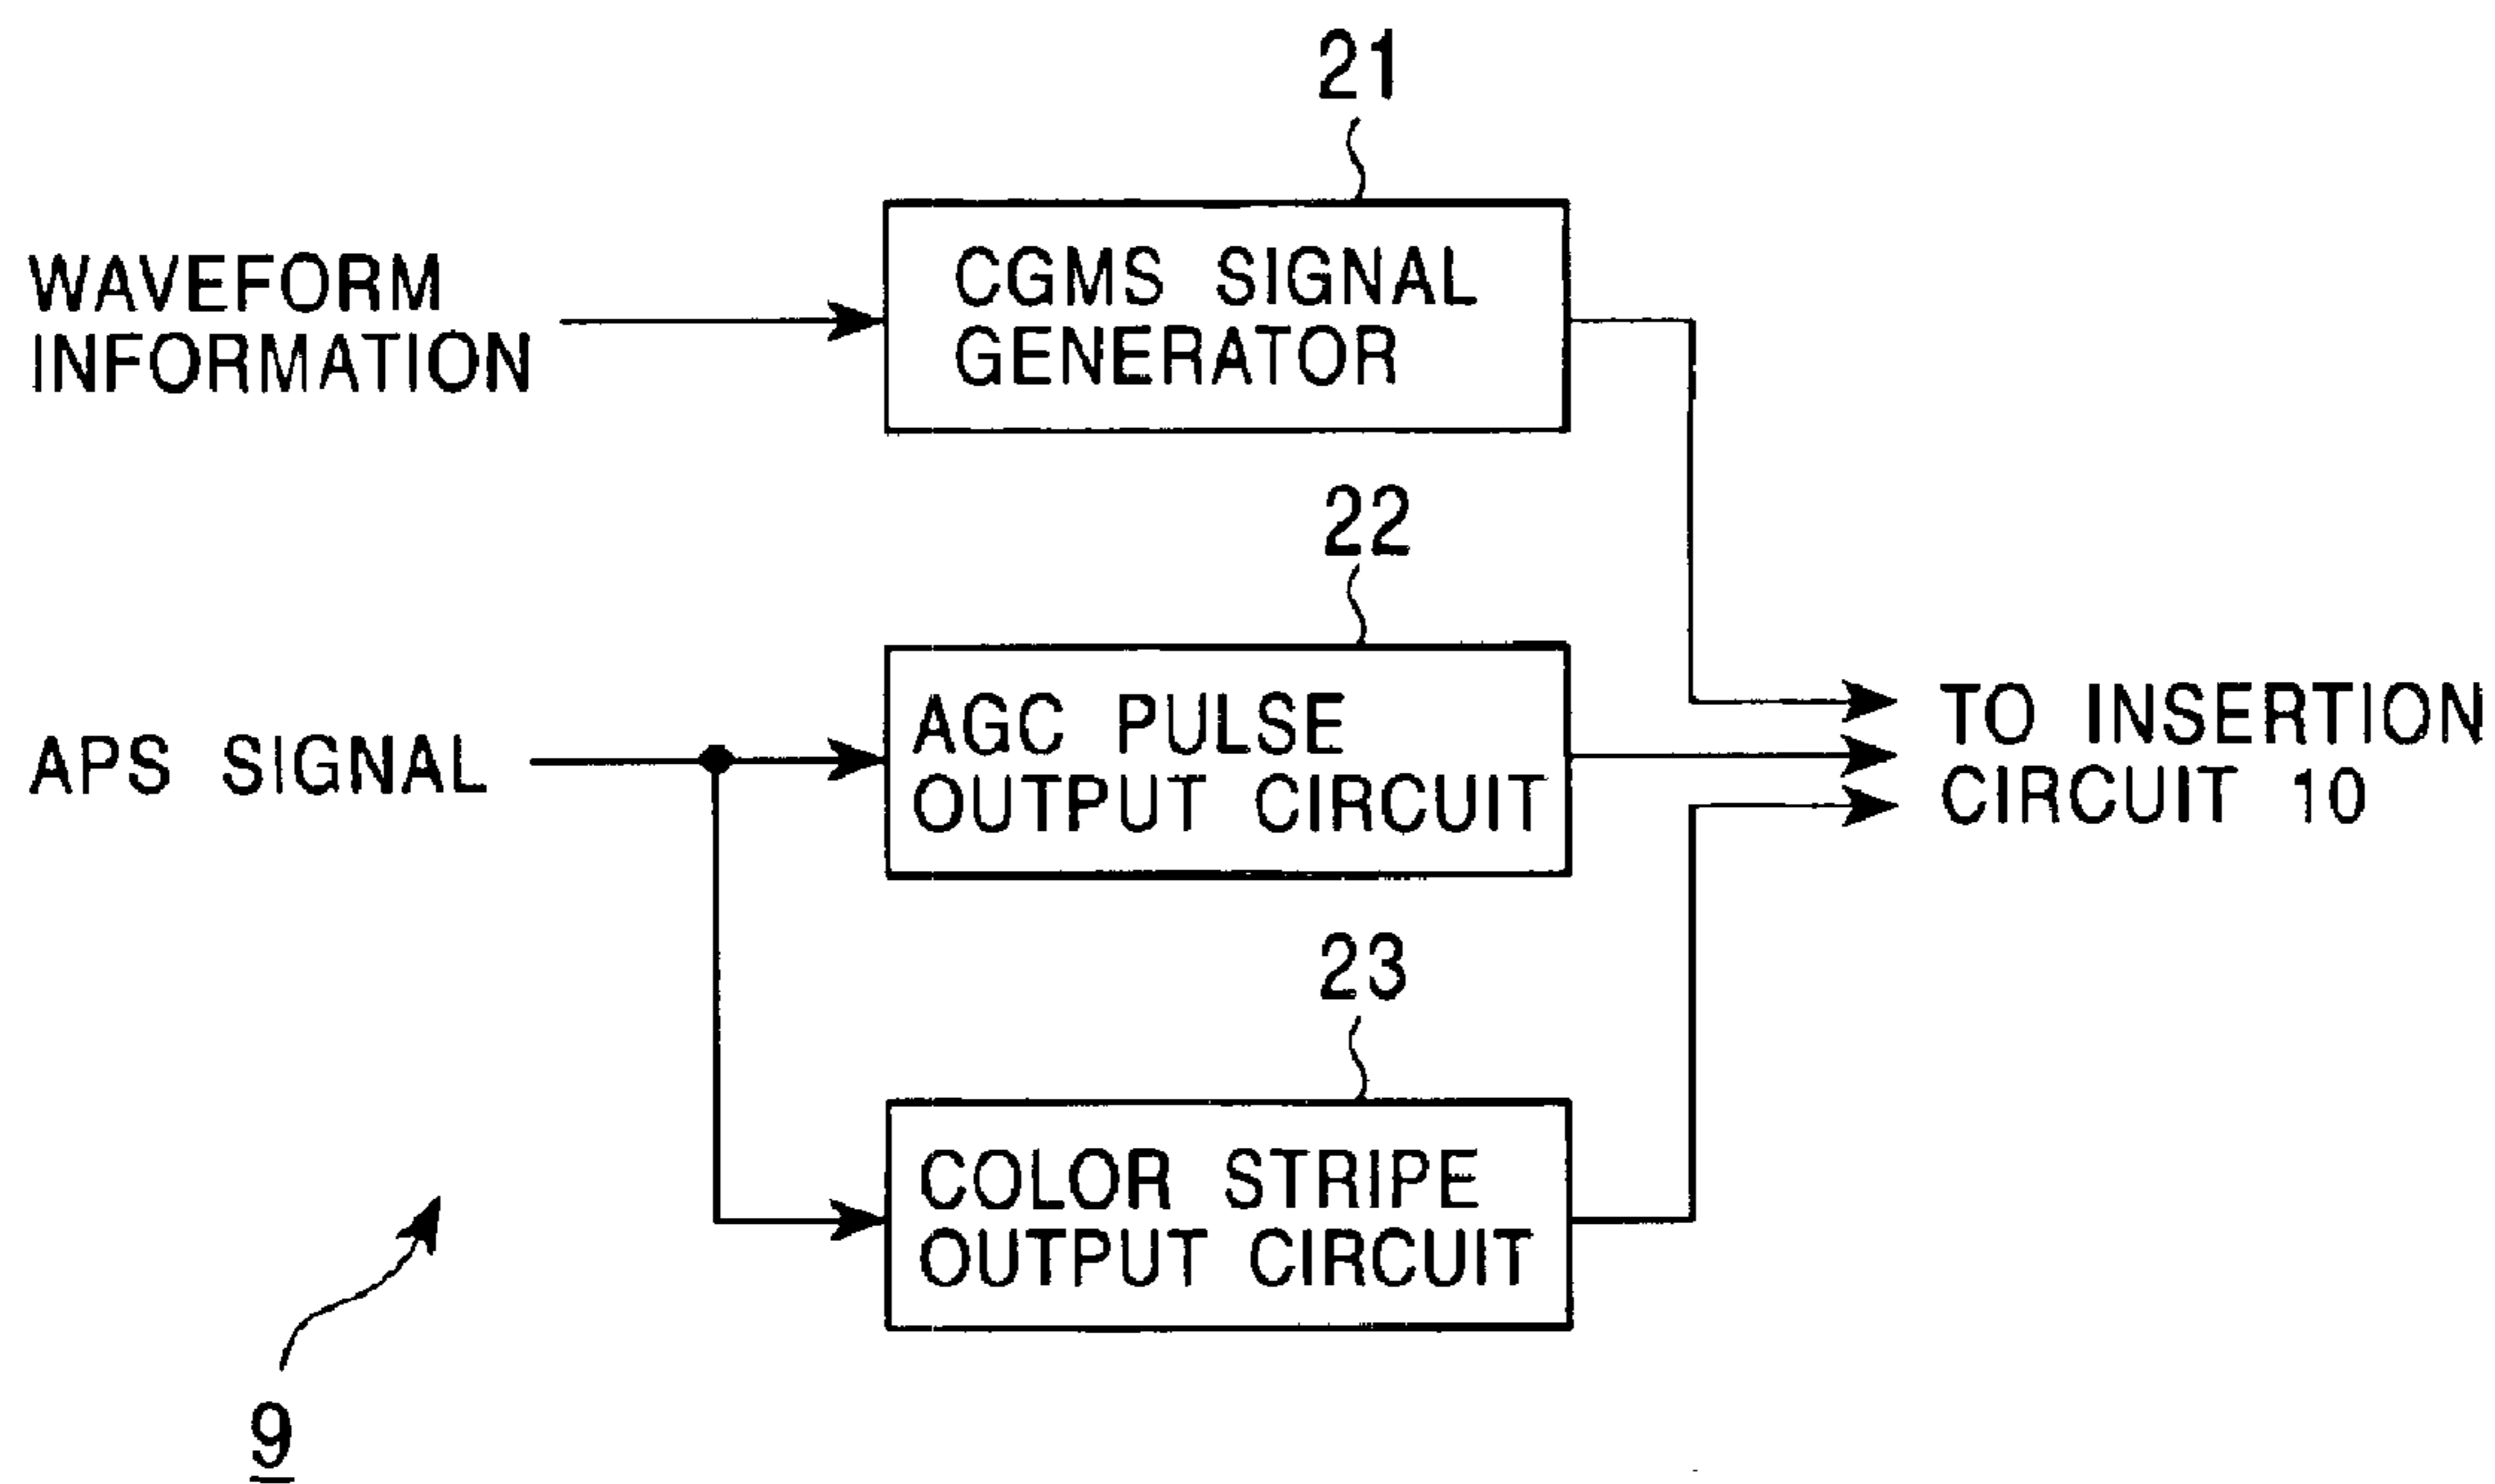 21
WAVEFORM
INFORMATION
CGMS SIGNAL
GENERATOR
22
APS SIGNAL
AGC PULSE
OUTPUT CIRCUIT
TO INSERTION
CIRCUIT 10
23
COLOR STRIPE
OUTPUT CIRCUIT
9